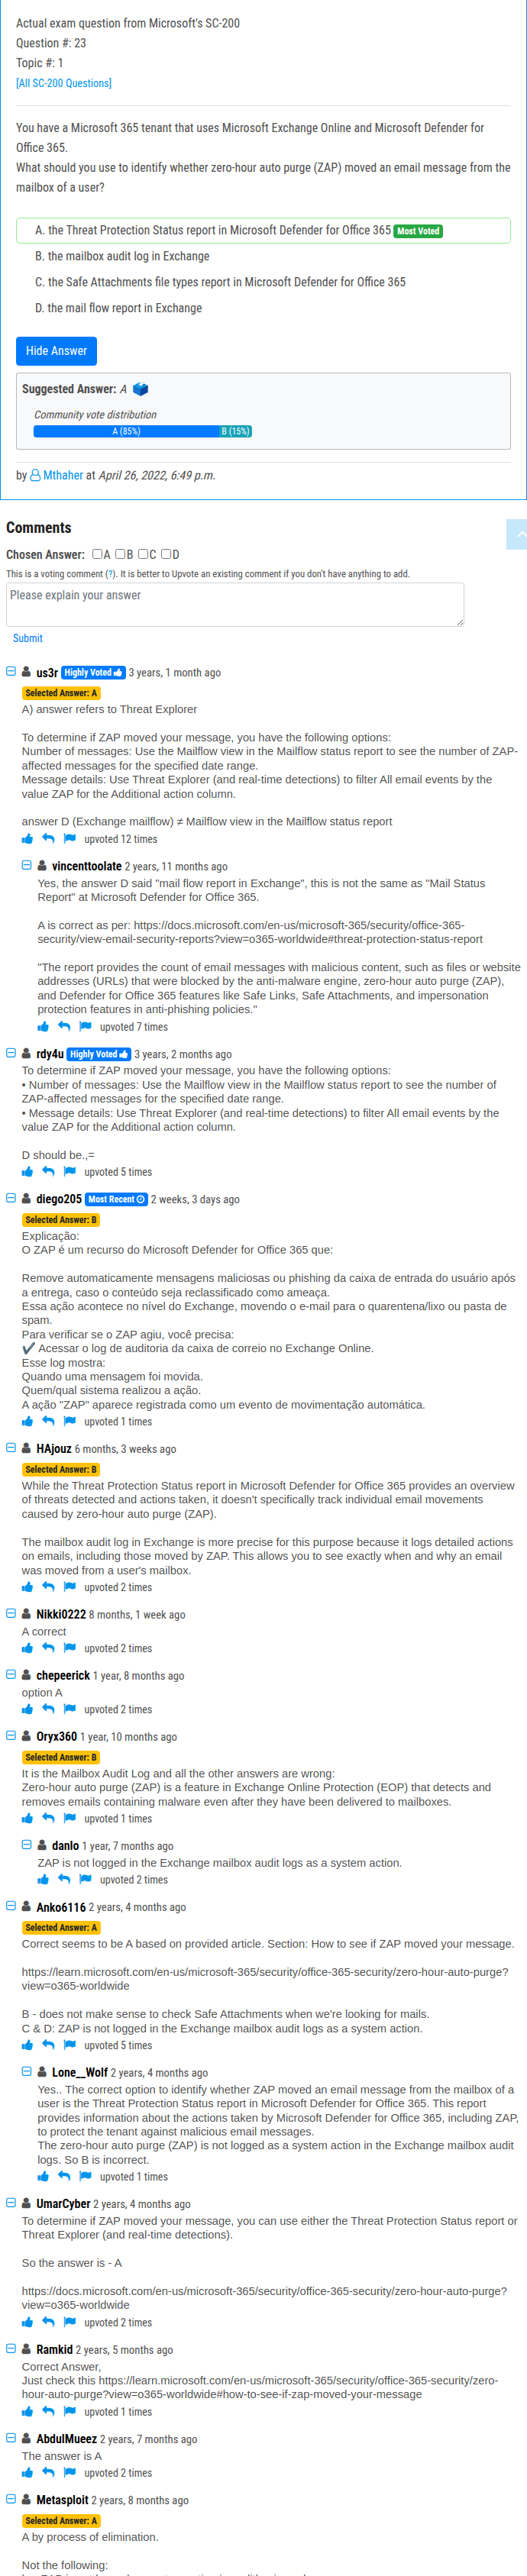 Actual exam question from Microsoft's SC-200
Question #: 23
Topic #: 1
[All SC-200 Questions]
You have a Microsoft 365 tenant that uses Microsoft Exchange Online and Microsoft Defender for
Office 365.
What should you use to identify whether zero-hour auto purge (ZAP) moved an email message from the
mailbox of a user?
A. the Threat Protection Status report in Microsoft Defender for Office 365 Most Voted
B. the mailbox audit log in Exchange
C. the Safe Attachments file types report in Microsoft Defender for Office 365
D. the mail flow report in Exchange
Hide Answer
Suggested Answer: A
Community vote distribution
A (85%) B (15%)
by Mthaher at April 26, 2022, 6:49 p.m.
Comments
Chosen Answer: A B C D
This is a voting comment (?). It is better to Upvote an existing comment if you don't have anything to add.
Please explain your answer
Submit
us3r Highly Voted 3 years, 1 month ago
Selected Answer: A
A) answer refers to Threat Explorer
To determine if ZAP moved your message, you have the following options:
Number of messages: Use the Mailflow view in the Mailflow status report to see the number of ZAP-
affected messages for the specified date range.
Message details: Use Threat Explorer (and real-time detections) to filter All email events by the
value ZAP for the Additional action column.
answer D (Exchange mailflow) ≠ Mailflow view in the Mailflow status report
upvoted 12 times
vincenttoolate 2 years, 11 months ago
Yes, the answer D said "mail flow report in Exchange", this is not the same as "Mail Status
Report" at Microsoft Defender for Office 365.
A is correct as per: https://docs.microsoft.com/en-us/microsoft-365/security/office-365-
security/view-email-security-reports?view=o365-worldwide#threat-protection-status-report
"The report provides the count of email messages with malicious content, such as files or website
addresses (URLs) that were blocked by the anti-malware engine, zero-hour auto purge (ZAP),
and Defender for Office 365 features like Safe Links, Safe Attachments, and impersonation
protection features in anti-phishing policies."
upvoted 7 times
rdy4u Highly Voted 3 years, 2 months ago
To determine if ZAP moved your message, you have the following options:
• Number of messages: Use the Mailflow view in the Mailflow status report to see the number of
ZAP-affected messages for the specified date range.
• Message details: Use Threat Explorer (and real-time detections) to filter All email events by the
value ZAP for the Additional action column.
D should be.,=
upvoted 5 times
diego205 Most Recent 2 weeks, 3 days ago
Selected Answer: B
Explicação:
O ZAP é um recurso do Microsoft Defender for Office 365 que:
Remove automaticamente mensagens maliciosas ou phishing da caixa de entrada do usuário após
a entrega, caso o conteúdo seja reclassificado como ameaça.
Essa ação acontece no nível do Exchange, movendo o e-mail para o quarentena/lixo ou pasta de
spam.
Para verificar se o ZAP agiu, você precisa:
✔ Acessar o log de auditoria da caixa de correio no Exchange Online.
Esse log mostra:
Quando uma mensagem foi movida.
Quem/qual sistema realizou a ação.
A ação "ZAP" aparece registrada como um evento de movimentação automática.
upvoted 1 times
HAjouz 6 months, 3 weeks ago
Selected Answer: B
While the Threat Protection Status report in Microsoft Defender for Office 365 provides an overview
of threats detected and actions taken, it doesn't specifically track individual email movements
caused by zero-hour auto purge (ZAP).
The mailbox audit log in Exchange is more precise for this purpose because it logs detailed actions
on emails, including those moved by ZAP. This allows you to see exactly when and why an email
was moved from a user's mailbox.
upvoted 2 times
Nikki0222 8 months, 1 week ago
A correct
upvoted 2 times
chepeerick 1 year, 8 months ago
option A
upvoted 2 times
Oryx360 1 year, 10 months ago
Selected Answer: B
It is the Mailbox Audit Log and all the other answers are wrong:
Zero-hour auto purge (ZAP) is a feature in Exchange Online Protection (EOP) that detects and
removes emails containing malware even after they have been delivered to mailboxes.
upvoted 1 times
danlo 1 year, 7 months ago
ZAP is not logged in the Exchange mailbox audit logs as a system action.
upvoted 2 times
Anko6116 2 years, 4 months ago
Selected Answer: A
Correct seems to be A based on provided article. Section: How to see if ZAP moved your message.
https://learn.microsoft.com/en-us/microsoft-365/security/office-365-security/zero-hour-auto-purge?
view=o365-worldwide
B - does not make sense to check Safe Attachments when we're looking for mails.
C & D: ZAP is not logged in the Exchange mailbox audit logs as a system action.
upvoted 5 times
Lone__Wolf 2 years, 4 months ago
Yes.. The correct option to identify whether ZAP moved an email message from the mailbox of a
user is the Threat Protection Status report in Microsoft Defender for Office 365. This report
provides information about the actions taken by Microsoft Defender for Office 365, including ZAP,
to protect the tenant against malicious email messages.
The zero-hour auto purge (ZAP) is not logged as a system action in the Exchange mailbox audit
logs. So B is incorrect.
upvoted 1 times
UmarCyber 2 years, 4 months ago
To determine if ZAP moved your message, you can use either the Threat Protection Status report or
Threat Explorer (and real-time detections).
So the answer is - A
https://docs.microsoft.com/en-us/microsoft-365/security/office-365-security/zero-hour-auto-purge?
view=o365-worldwide
upvoted 2 times
Ramkid 2 years, 5 months ago
Correct Answer,
Just check this https://learn.microsoft.com/en-us/microsoft-365/security/office-365-security/zero-
hour-auto-purge?view=o365-worldwide#how-to-see-if-zap-moved-your-message
upvoted 1 times
AbdulMueez 2 years, 7 months ago
The answer is A
upvoted 2 times
Metasploit 2 years, 8 months ago
Selected Answer: A
A by process of elimination.
Not the following: